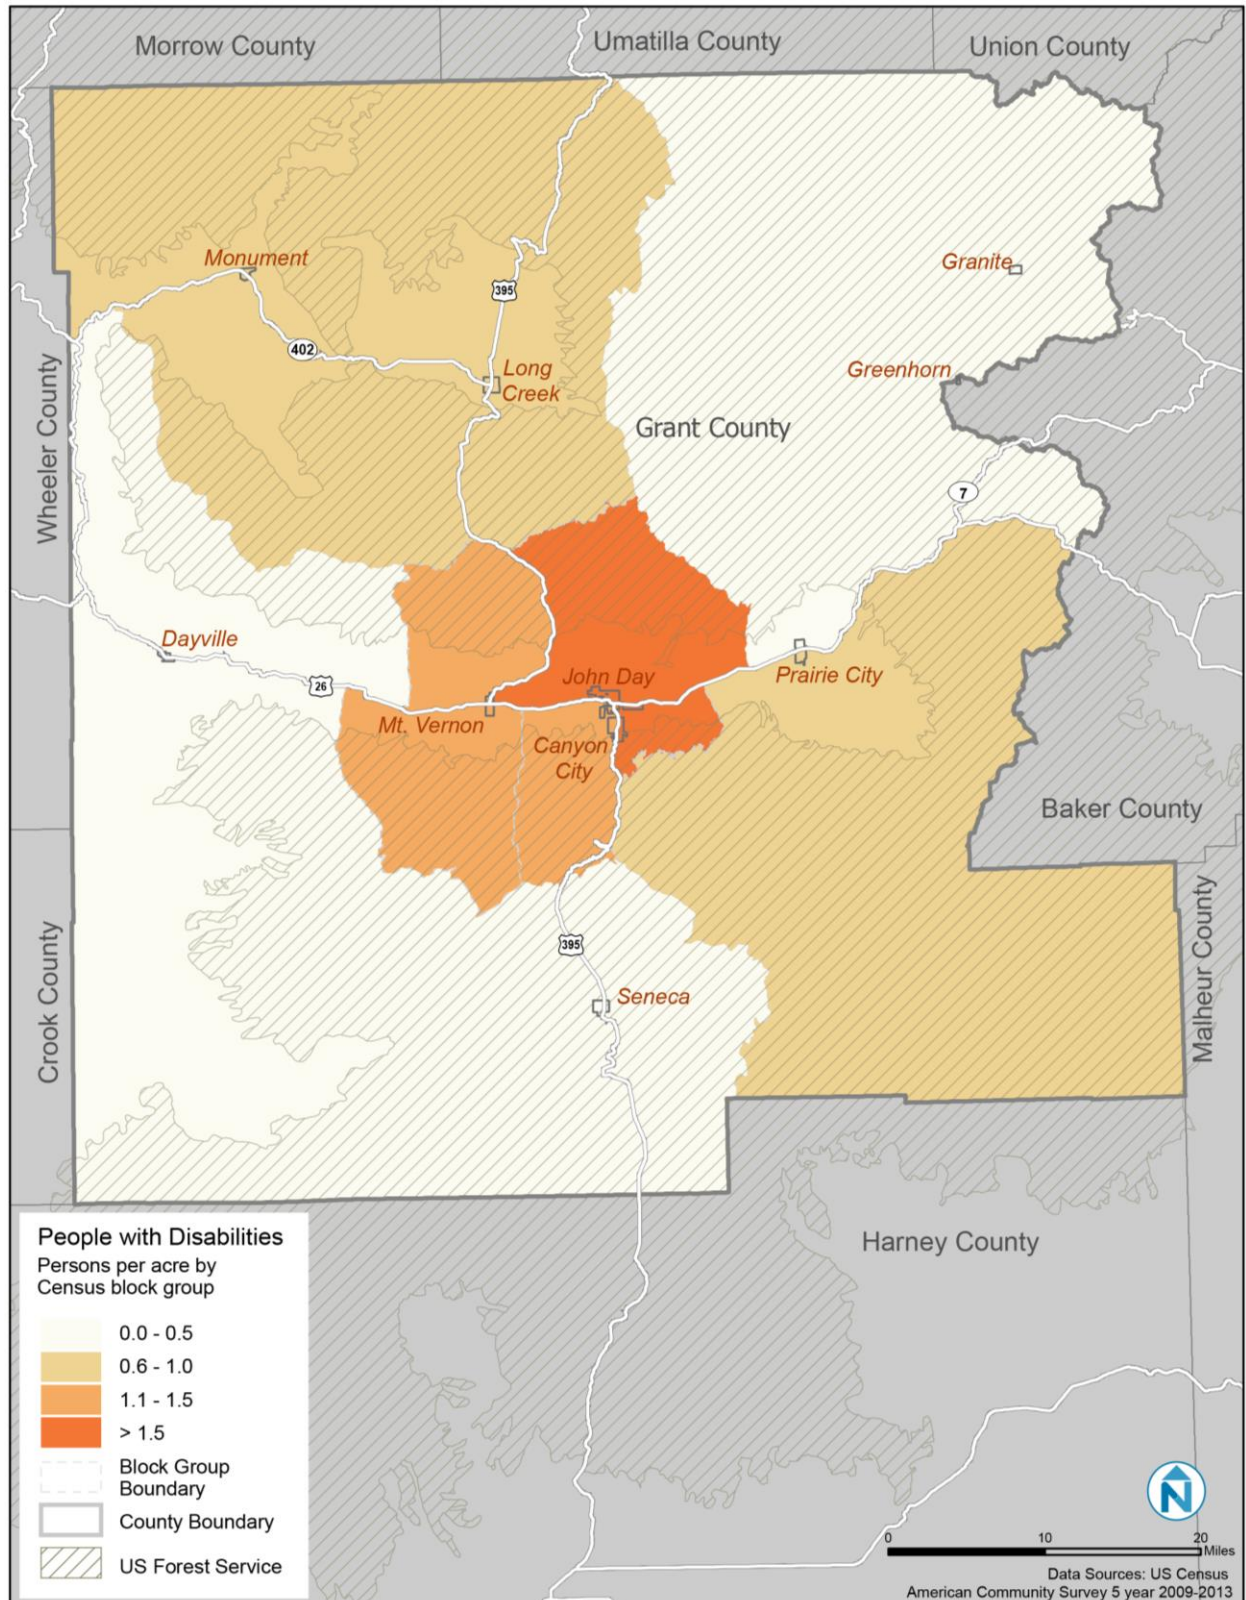 Morrow County
Umatilla County
Union County
Monument
Granite
395
402
Long
Creek
Greenhorn
Wheeler County
Grant County
7
Dayville
John Day
Prairie City
26
Mt. Vernon
Canyon
City
Baker County
Malheur County
Crook County
395
Seneca
Harney County
People with Disabilities
Persons per acre by
Census block group
0.0 - 0.5
0.6 - 1.0
1.1 - 1.5
> 1.5
Block Group
Boundary
County Boundary
US Forest Service
N
0 10 20
Miles
Data Sources: US Census
American Community Survey 5 year 2009-2013